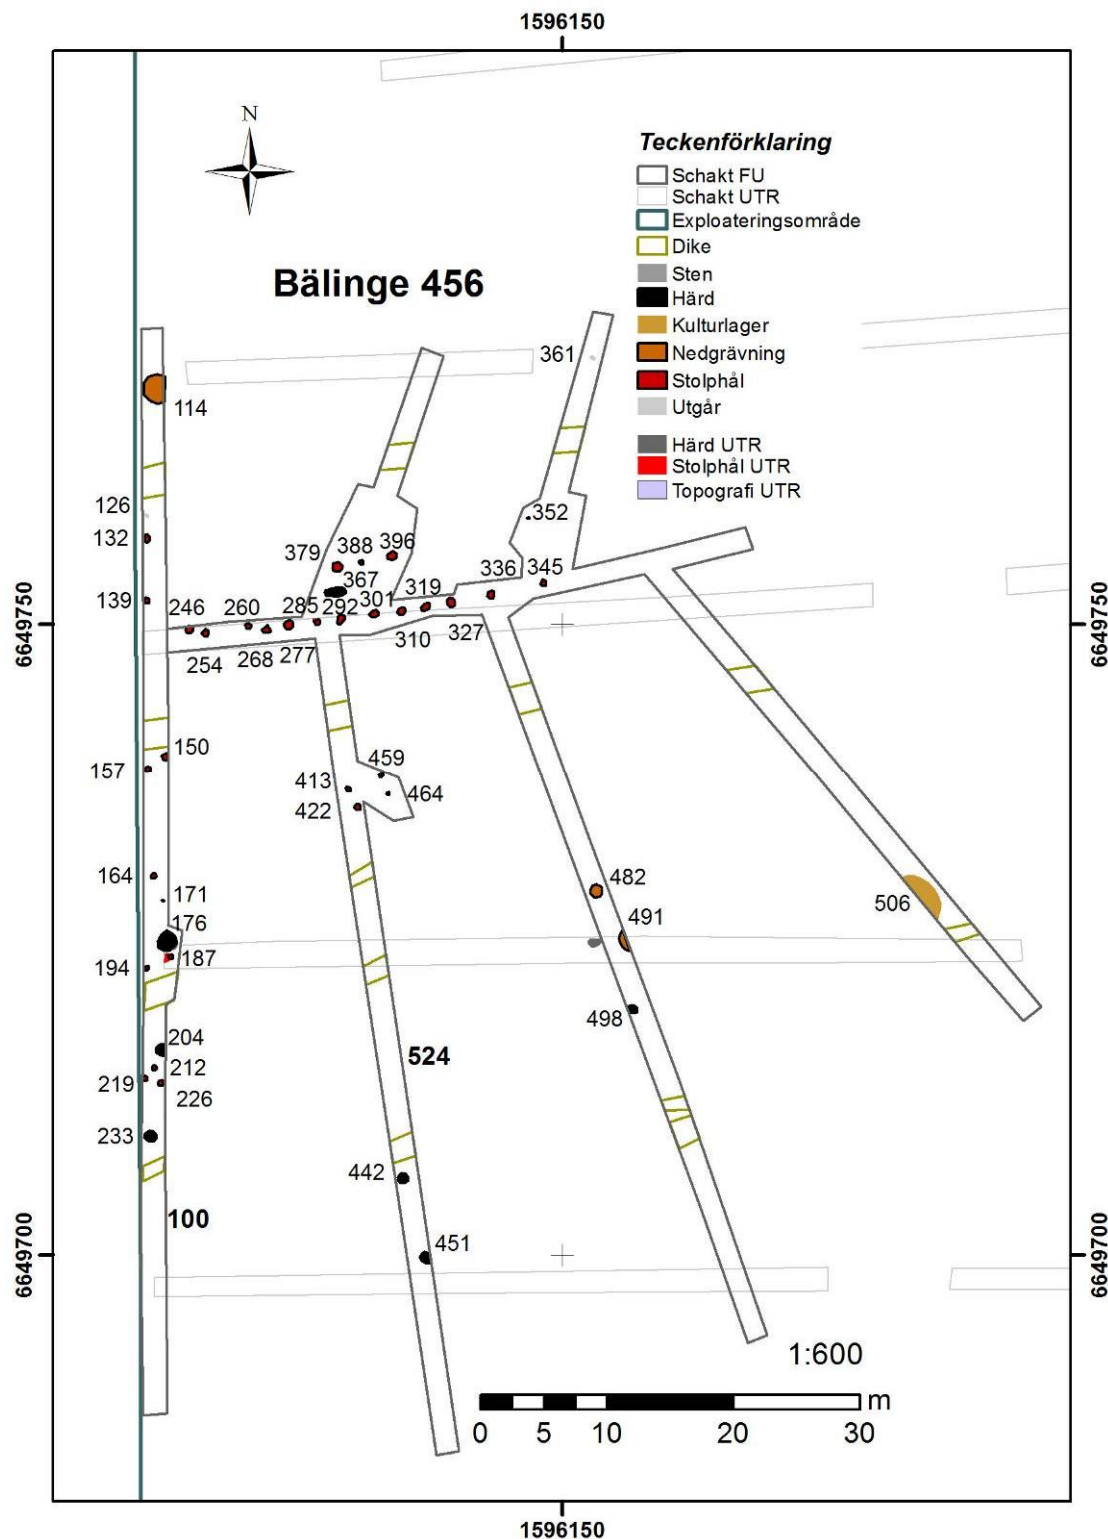 1596150
N
Teckenförklaring
Schakt FU
Schakt UTR
Exploateringsområde
Dike
Sten
Härd
Kulturlager
Nedgrävning
Stolphål
Utgår
Härd UTR
Stolphål UTR
Topografi UTR
Bälinge 456
361
114
126
352
132
379 388 396
336 345
139
367
319
246 260 285 292 301
6649750
6649750
254 268 277
310 327
150
157
459
413
464
422
164
171
482
176
506
491
187
194
498
204
524
212
219
226
233
442
100
451
6649700
6649700
1:600
m
0 5 10 20 30
1596150